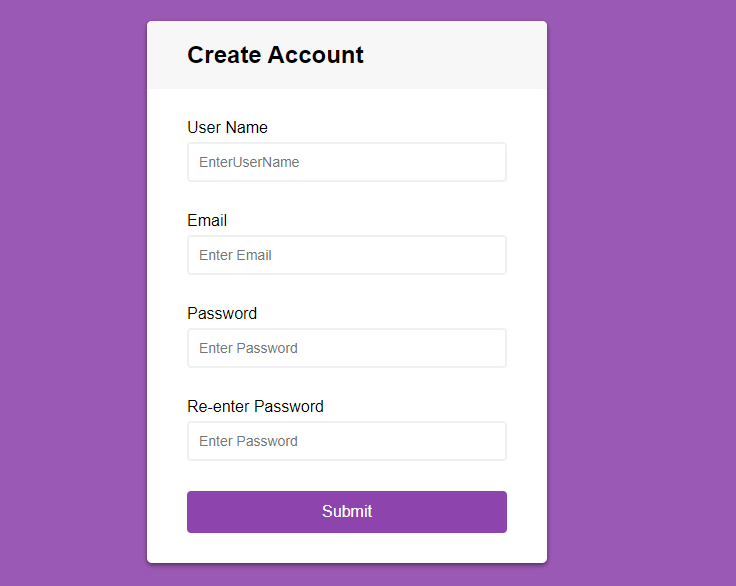 Create Account
User Name
EnterUserName
Email
Enter Email
Password
Enter Password
Re-enter Password
Enter Password
Submit